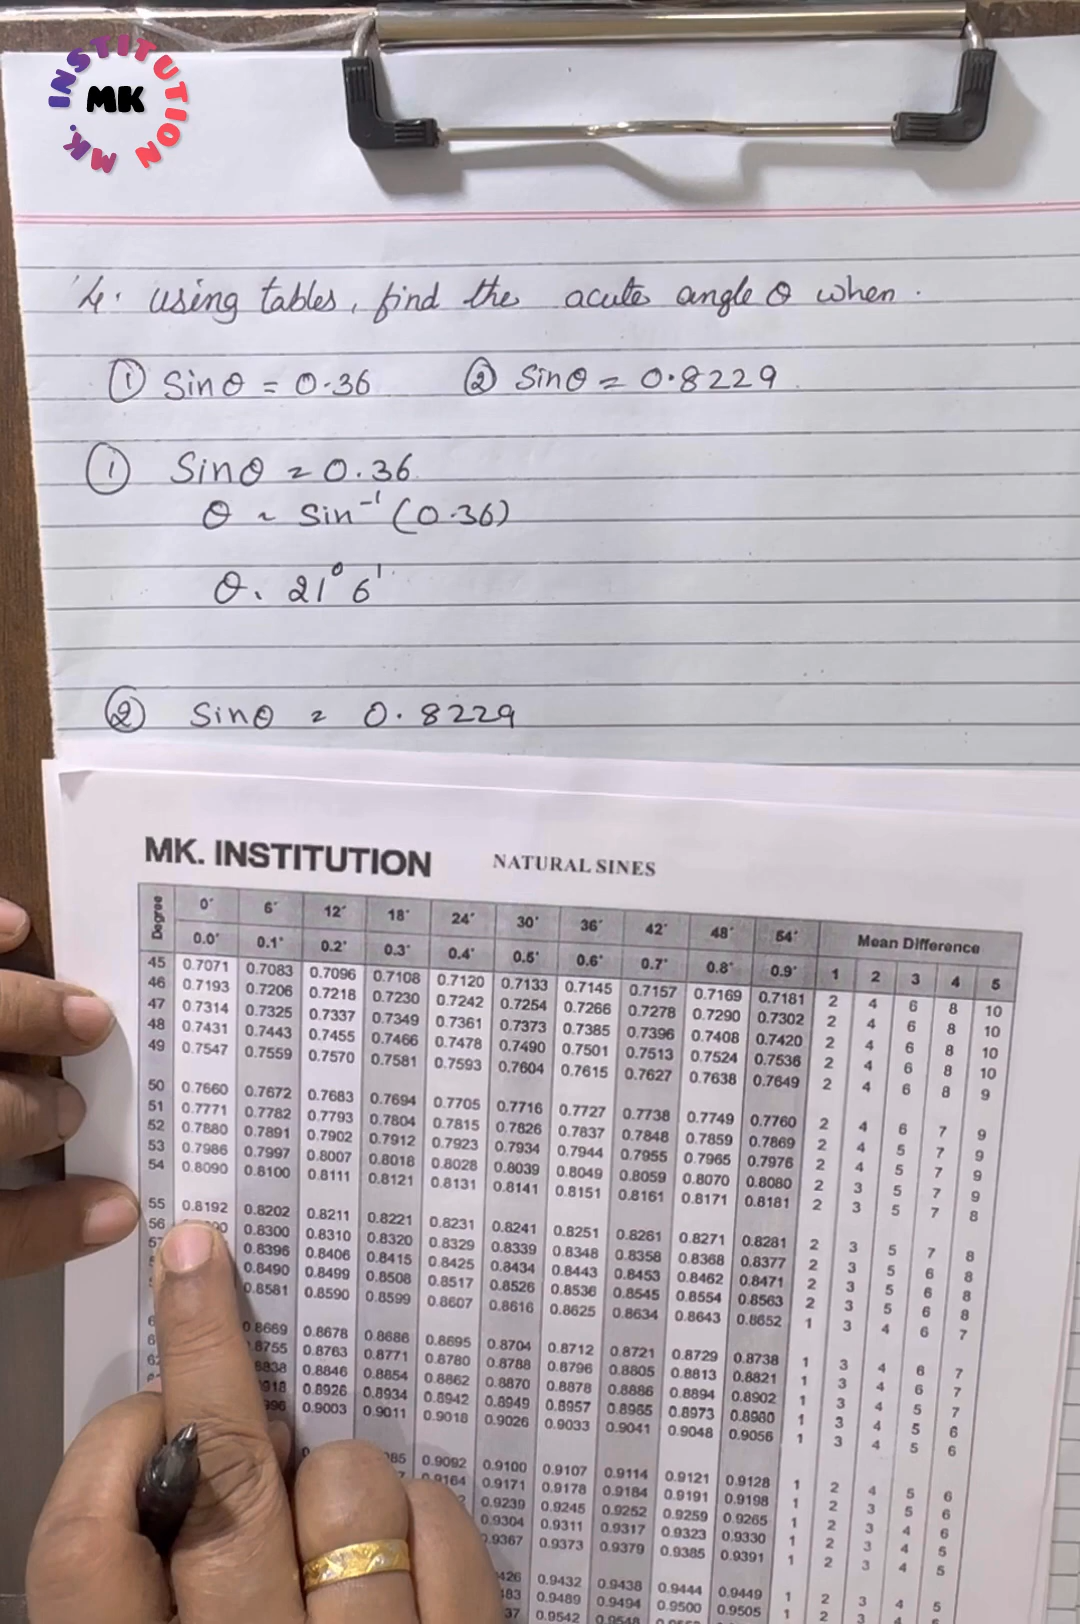 MK. INSTITUTION
MK
4. using tables, find the acute angle θ when.
① Sinθ = 0.36 ② Sinθ = 0.8229
① Sinθ = 0.36
θ = Sin⁻¹ (0.36)
θ = 21° 6'
② Sinθ = 0.8229
MK. INSTITUTION NATURAL SINES
Degree 0' 6' 12' 18' 24' 30' 36' 42' 48' 54' Mean Difference
0.0° 0.1° 0.2° 0.3° 0.4° 0.5° 0.6° 0.7° 0.8° 0.9° 1 2 3 4 5
45 0.7071 0.7083 0.7096 0.7108 0.7120 0.7133 0.7145 0.7157 0.7169 0.7181 2 4 6 8 10
46 0.7193 0.7206 0.7218 0.7230 0.7242 0.7254 0.7266 0.7278 0.7290 0.7302 2 4 6 8 10
47 0.7314 0.7325 0.7337 0.7349 0.7361 0.7373 0.7385 0.7396 0.7408 0.7420 2 4 6 8 10
48 0.7431 0.7443 0.7455 0.7466 0.7478 0.7490 0.7501 0.7513 0.7524 0.7536 2 4 6 8 10
49 0.7547 0.7559 0.7570 0.7581 0.7593 0.7604 0.7615 0.7627 0.7638 0.7649 2 4 6 8 9
50 0.7660 0.7672 0.7683 0.7694 0.7705 0.7716 0.7727 0.7738 0.7749 0.7760 2 4 6 7 9
51 0.7771 0.7782 0.7793 0.7804 0.7815 0.7826 0.7837 0.7848 0.7859 0.7869 2 4 5 7 9
52 0.7880 0.7891 0.7902 0.7912 0.7923 0.7934 0.7944 0.7955 0.7965 0.7976 2 4 5 7 9
53 0.7986 0.7997 0.8007 0.8018 0.8028 0.8039 0.8049 0.8059 0.8070 0.8080 2 3 5 7 9
54 0.8090 0.8100 0.8111 0.8121 0.8131 0.8141 0.8151 0.8161 0.8171 0.8181 2 3 5 7 8
55 0.8192 0.8202 0.8211 0.8221 0.8231 0.8241 0.8251 0.8261 0.8271 0.8281 2 3 5 7 8
56 0.8300 0.8310 0.8320 0.8329 0.8339 0.8348 0.8358 0.8368 0.8377 2 3 5 6 8
0.8396 0.8406 0.8415 0.8425 0.8434 0.8443 0.8453 0.8462 0.8471 2 3 5 6 8
0.8490 0.8499 0.8508 0.8517 0.8526 0.8536 0.8545 0.8554 0.8563 2 3 5 6 8
0.8581 0.8590 0.8599 0.8607 0.8616 0.8625 0.8634 0.8643 0.8652 1 3 4 6 7
0.8669 0.8678 0.8686 0.8695 0.8704 0.8712 0.8721 0.8729 0.8738 1 3 4 6 7
0.8763 0.8771 0.8780 0.8788 0.8796 0.8805 0.8813 0.8821 1 3 4 6 7
0.8846 0.8854 0.8862 0.8870 0.8878 0.8886 0.8894 0.8902 1 3 4 5 7
0.8926 0.8934 0.8942 0.8949 0.8957 0.8965 0.8973 0.8980 1 3 4 5 6
0.9003 0.9011 0.9018 0.9026 0.9033 0.9041 0.9048 0.9056 1 3 4 5 6
0.9092 0.9100 0.9107 0.9114 0.9121 0.9128 1 2 4 5 6
0.9171 0.9178 0.9184 0.9191 0.9198 1 2 3 5 6
0.9239 0.9245 0.9252 0.9259 0.9265 1 2 3 4 6
0.9304 0.9311 0.9317 0.9323 0.9330 1 2 3 4 5
0.9373 0.9379 0.9385 0.9391 1 2 3 4 5
0.9432 0.9438 0.9444 0.9449 1 2 3 4 5
0.9489 0.9494 0.9500 0.9505 1 2 3 4 5
0.9542